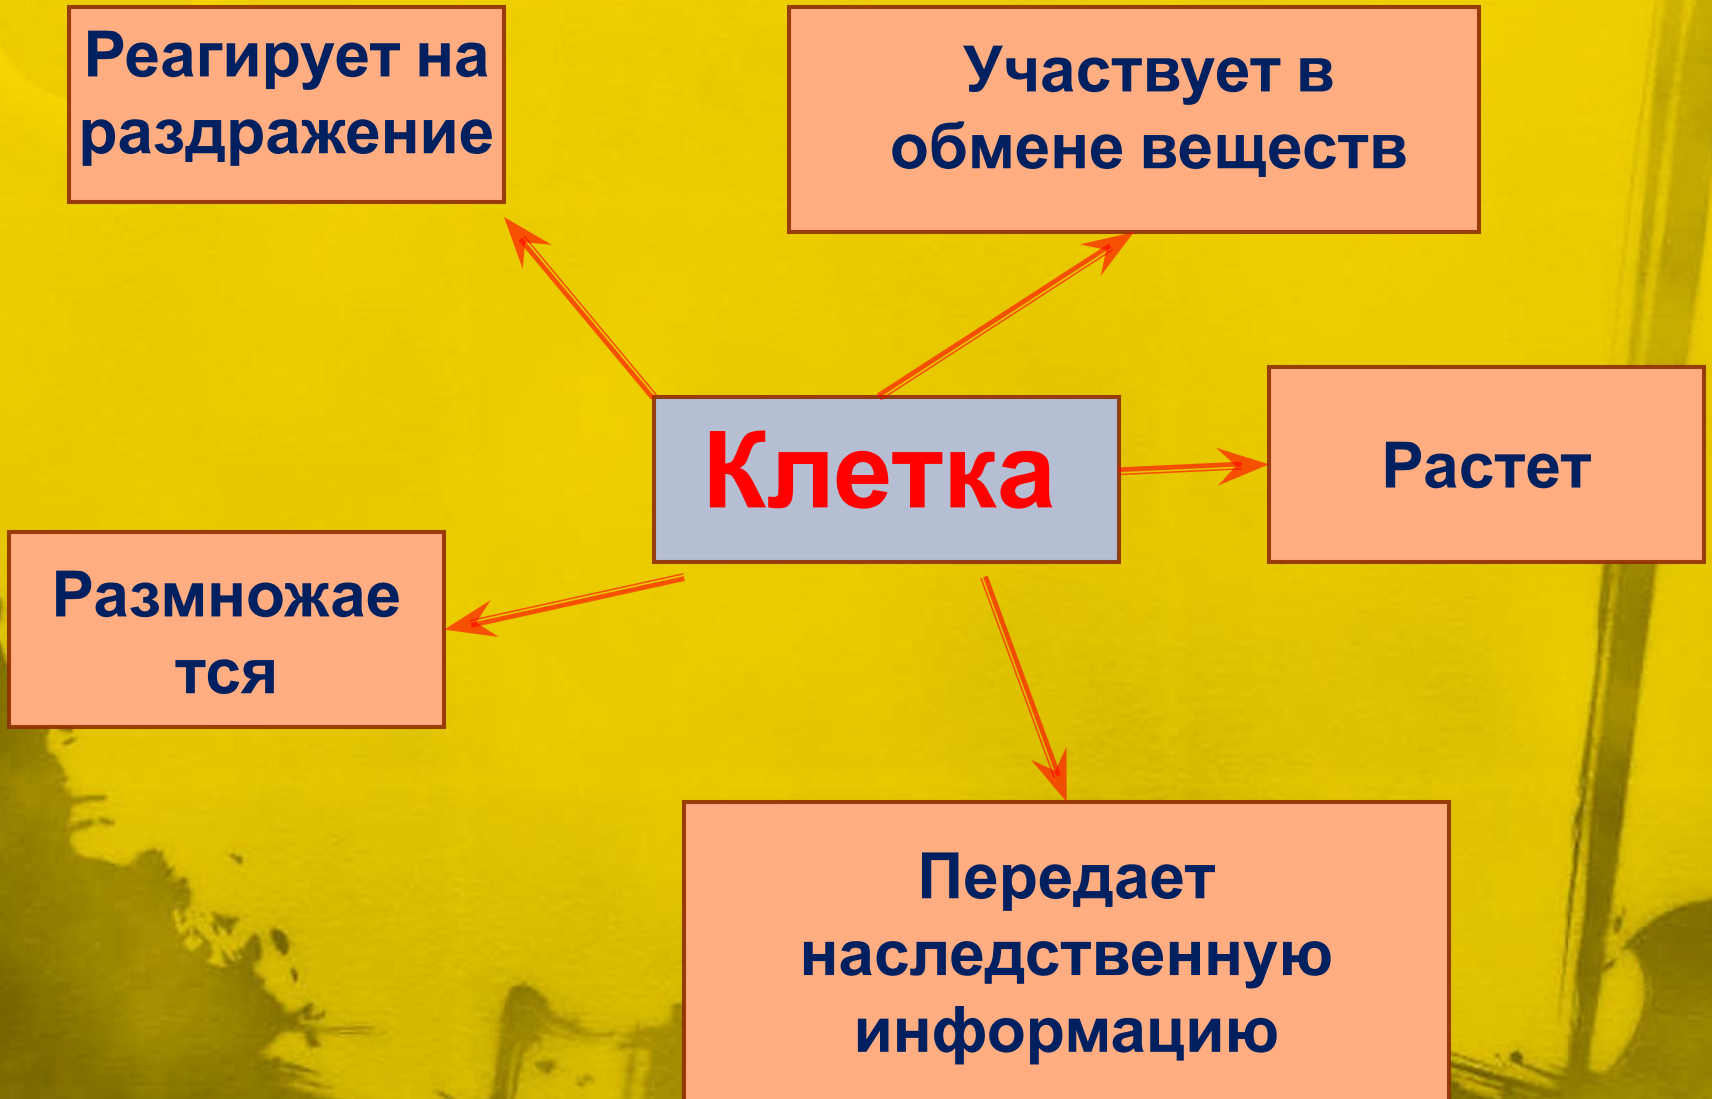 Реагирует на
раздражение
Участвует в
обмене веществ
Клетка
Растет
Размножае
тся
Передает
наследственную
информацию